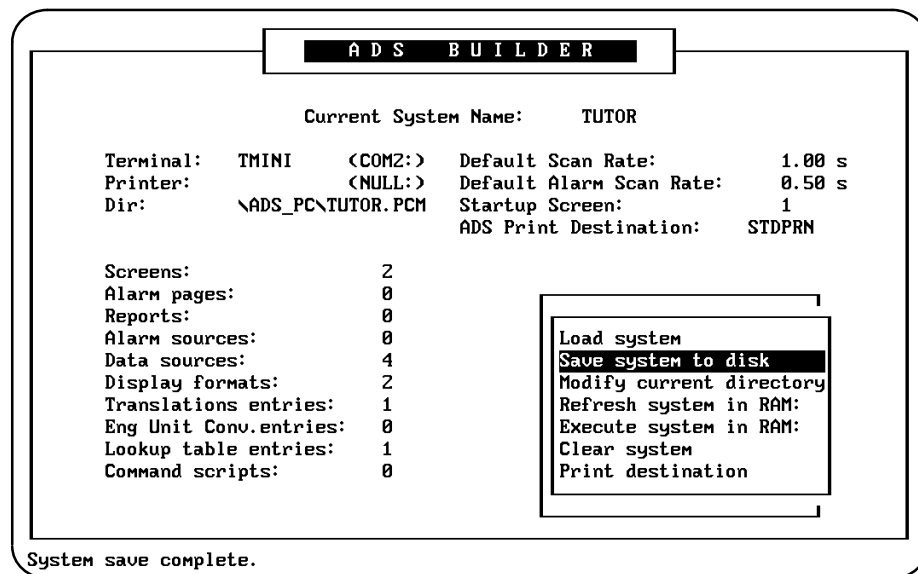 ADS BUILDER
Current System Name: TUTOR
Terminal: TMINI (COM2:) Default Scan Rate: 1.00 s
Printer: (NULL:) Default Alarm Scan Rate: 0.50 s
Dir: \ADS_PC\TUTOR.PCM Startup Screen: 1
ADS Print Destination: STDPRN
Screens: 2
Alarm pages: 0
Reports: 0
Alarm sources: 0
Data sources: 4
Display formats: 2
Translations entries: 1
Eng Unit Conv.entries: 0
Lookup table entries: 1
Command scripts: 0
Load system
Save system to disk
Modify current directory
Refresh system in RAM:
Execute system in RAM:
Clear system
Print destination
System save complete.